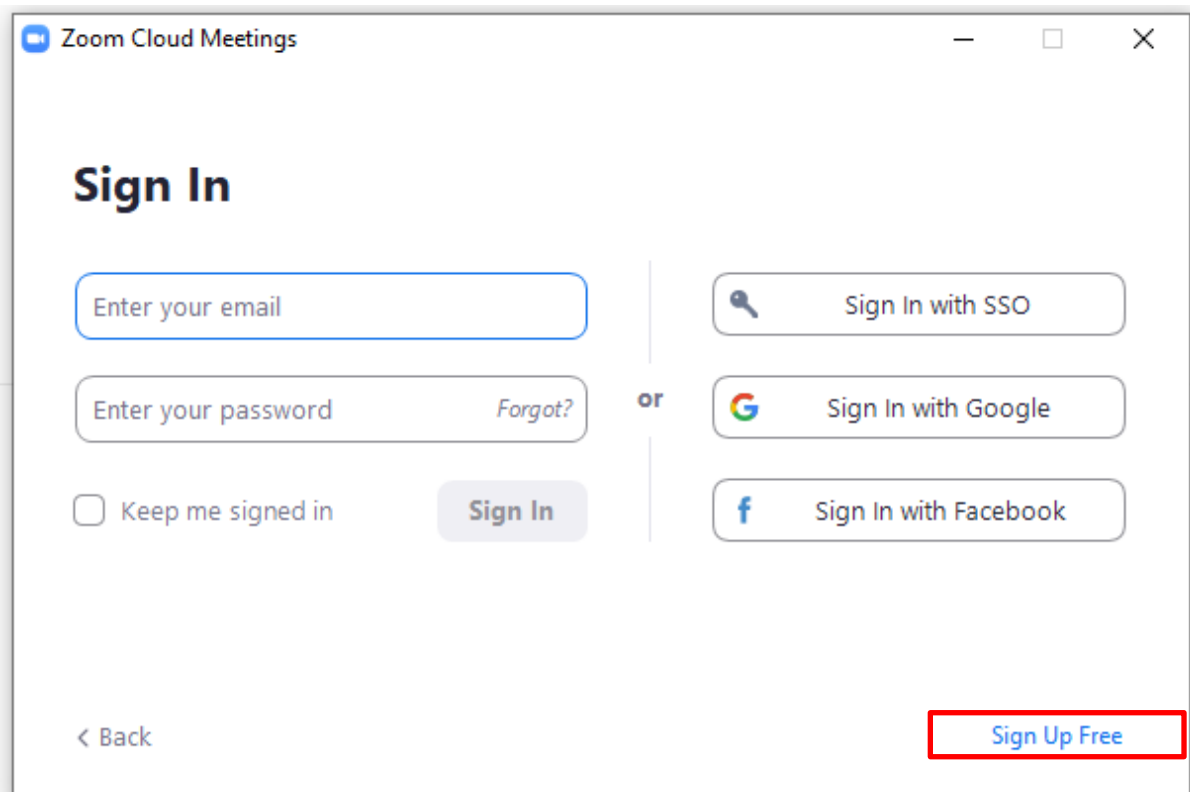 Zoom Cloud Meetings
Sign In
Enter your email
Enter your password Forgot?
Keep me signed in Sign In
or
Sign In with SSO
Sign In with Google
Sign In with Facebook
Back
Sign Up Free